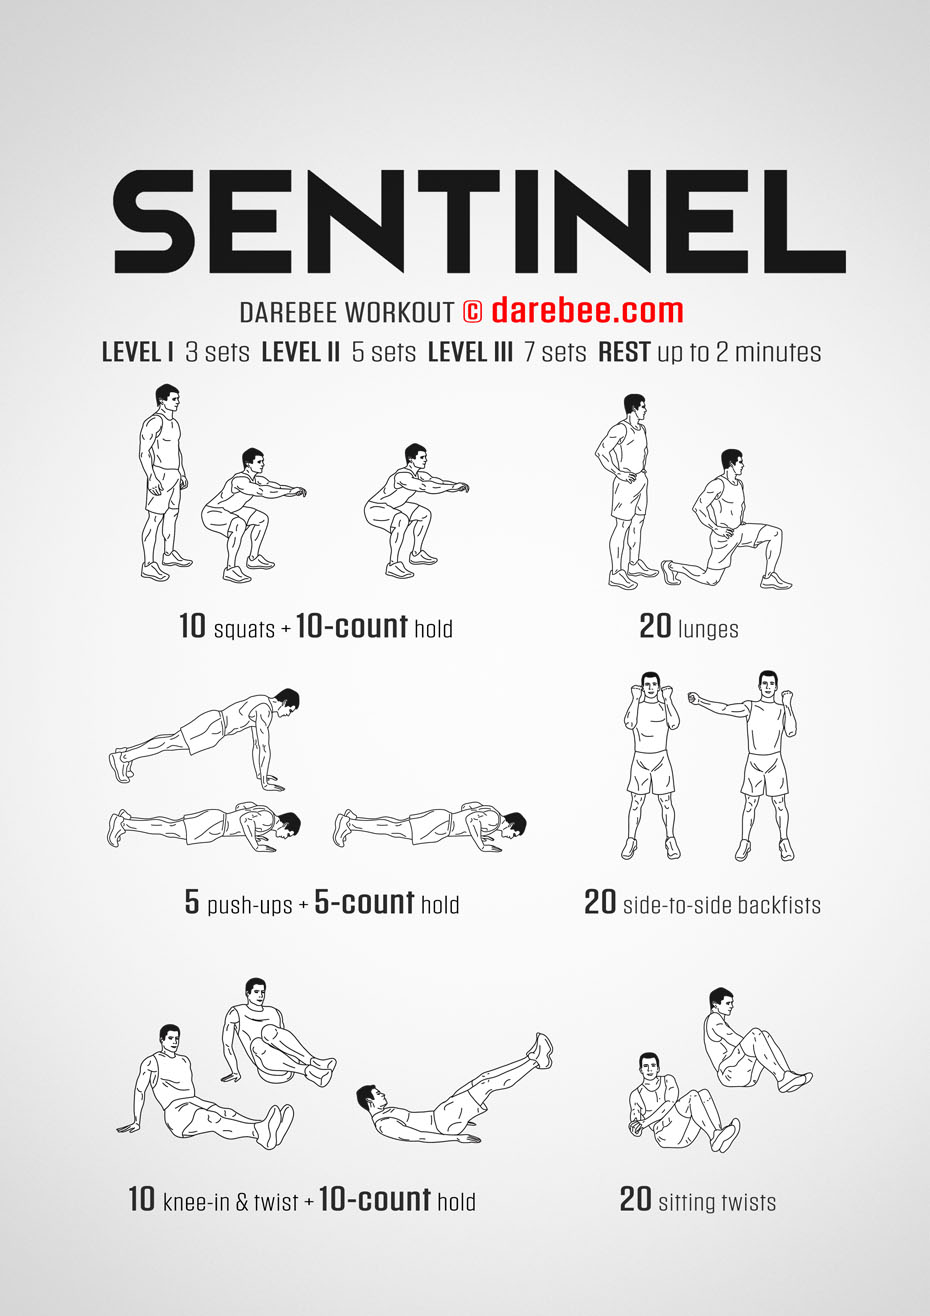 SENTINEL
DAREBEE WORKOUT © darebee.com
LEVEL I 3 sets LEVEL II 5 sets LEVEL III 7 sets REST up to 2 minutes
10 squats + 10-count hold
20 lunges
5 push-ups + 5-count hold
20 side-to-side backfists
10 knee-in & twist + 10-count hold
20 sitting twists